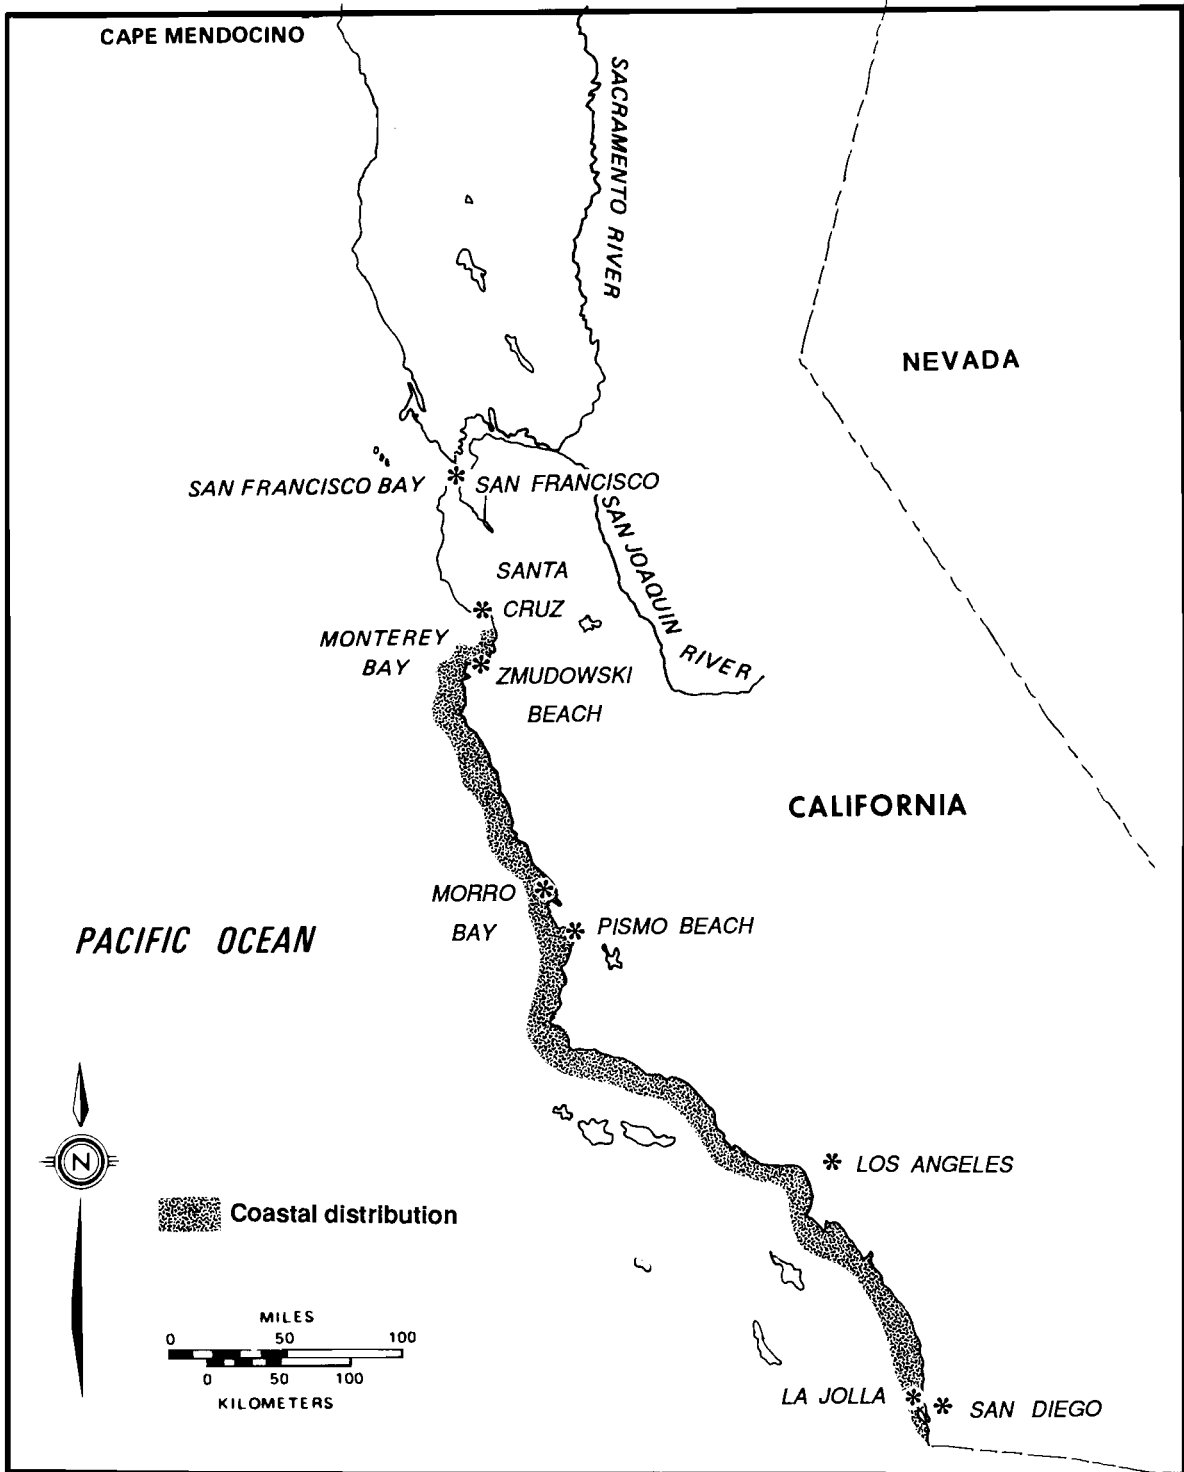 CAPE MENDOCINO
SACRAMENTO RIVER
NEVADA
SAN FRANCISCO BAY
SAN FRANCISCO
SAN JOAQUIN RIVER
SANTA
CRUZ
MONTEREY
BAY
ZMUDOWSKI
BEACH
CALIFORNIA
MORRO
BAY
PISMO BEACH
PACIFIC OCEAN
N
LOS ANGELES
Coastal distribution
MILES
0 50 100
0 50 100
KILOMETERS
LA JOLLA
SAN DIEGO